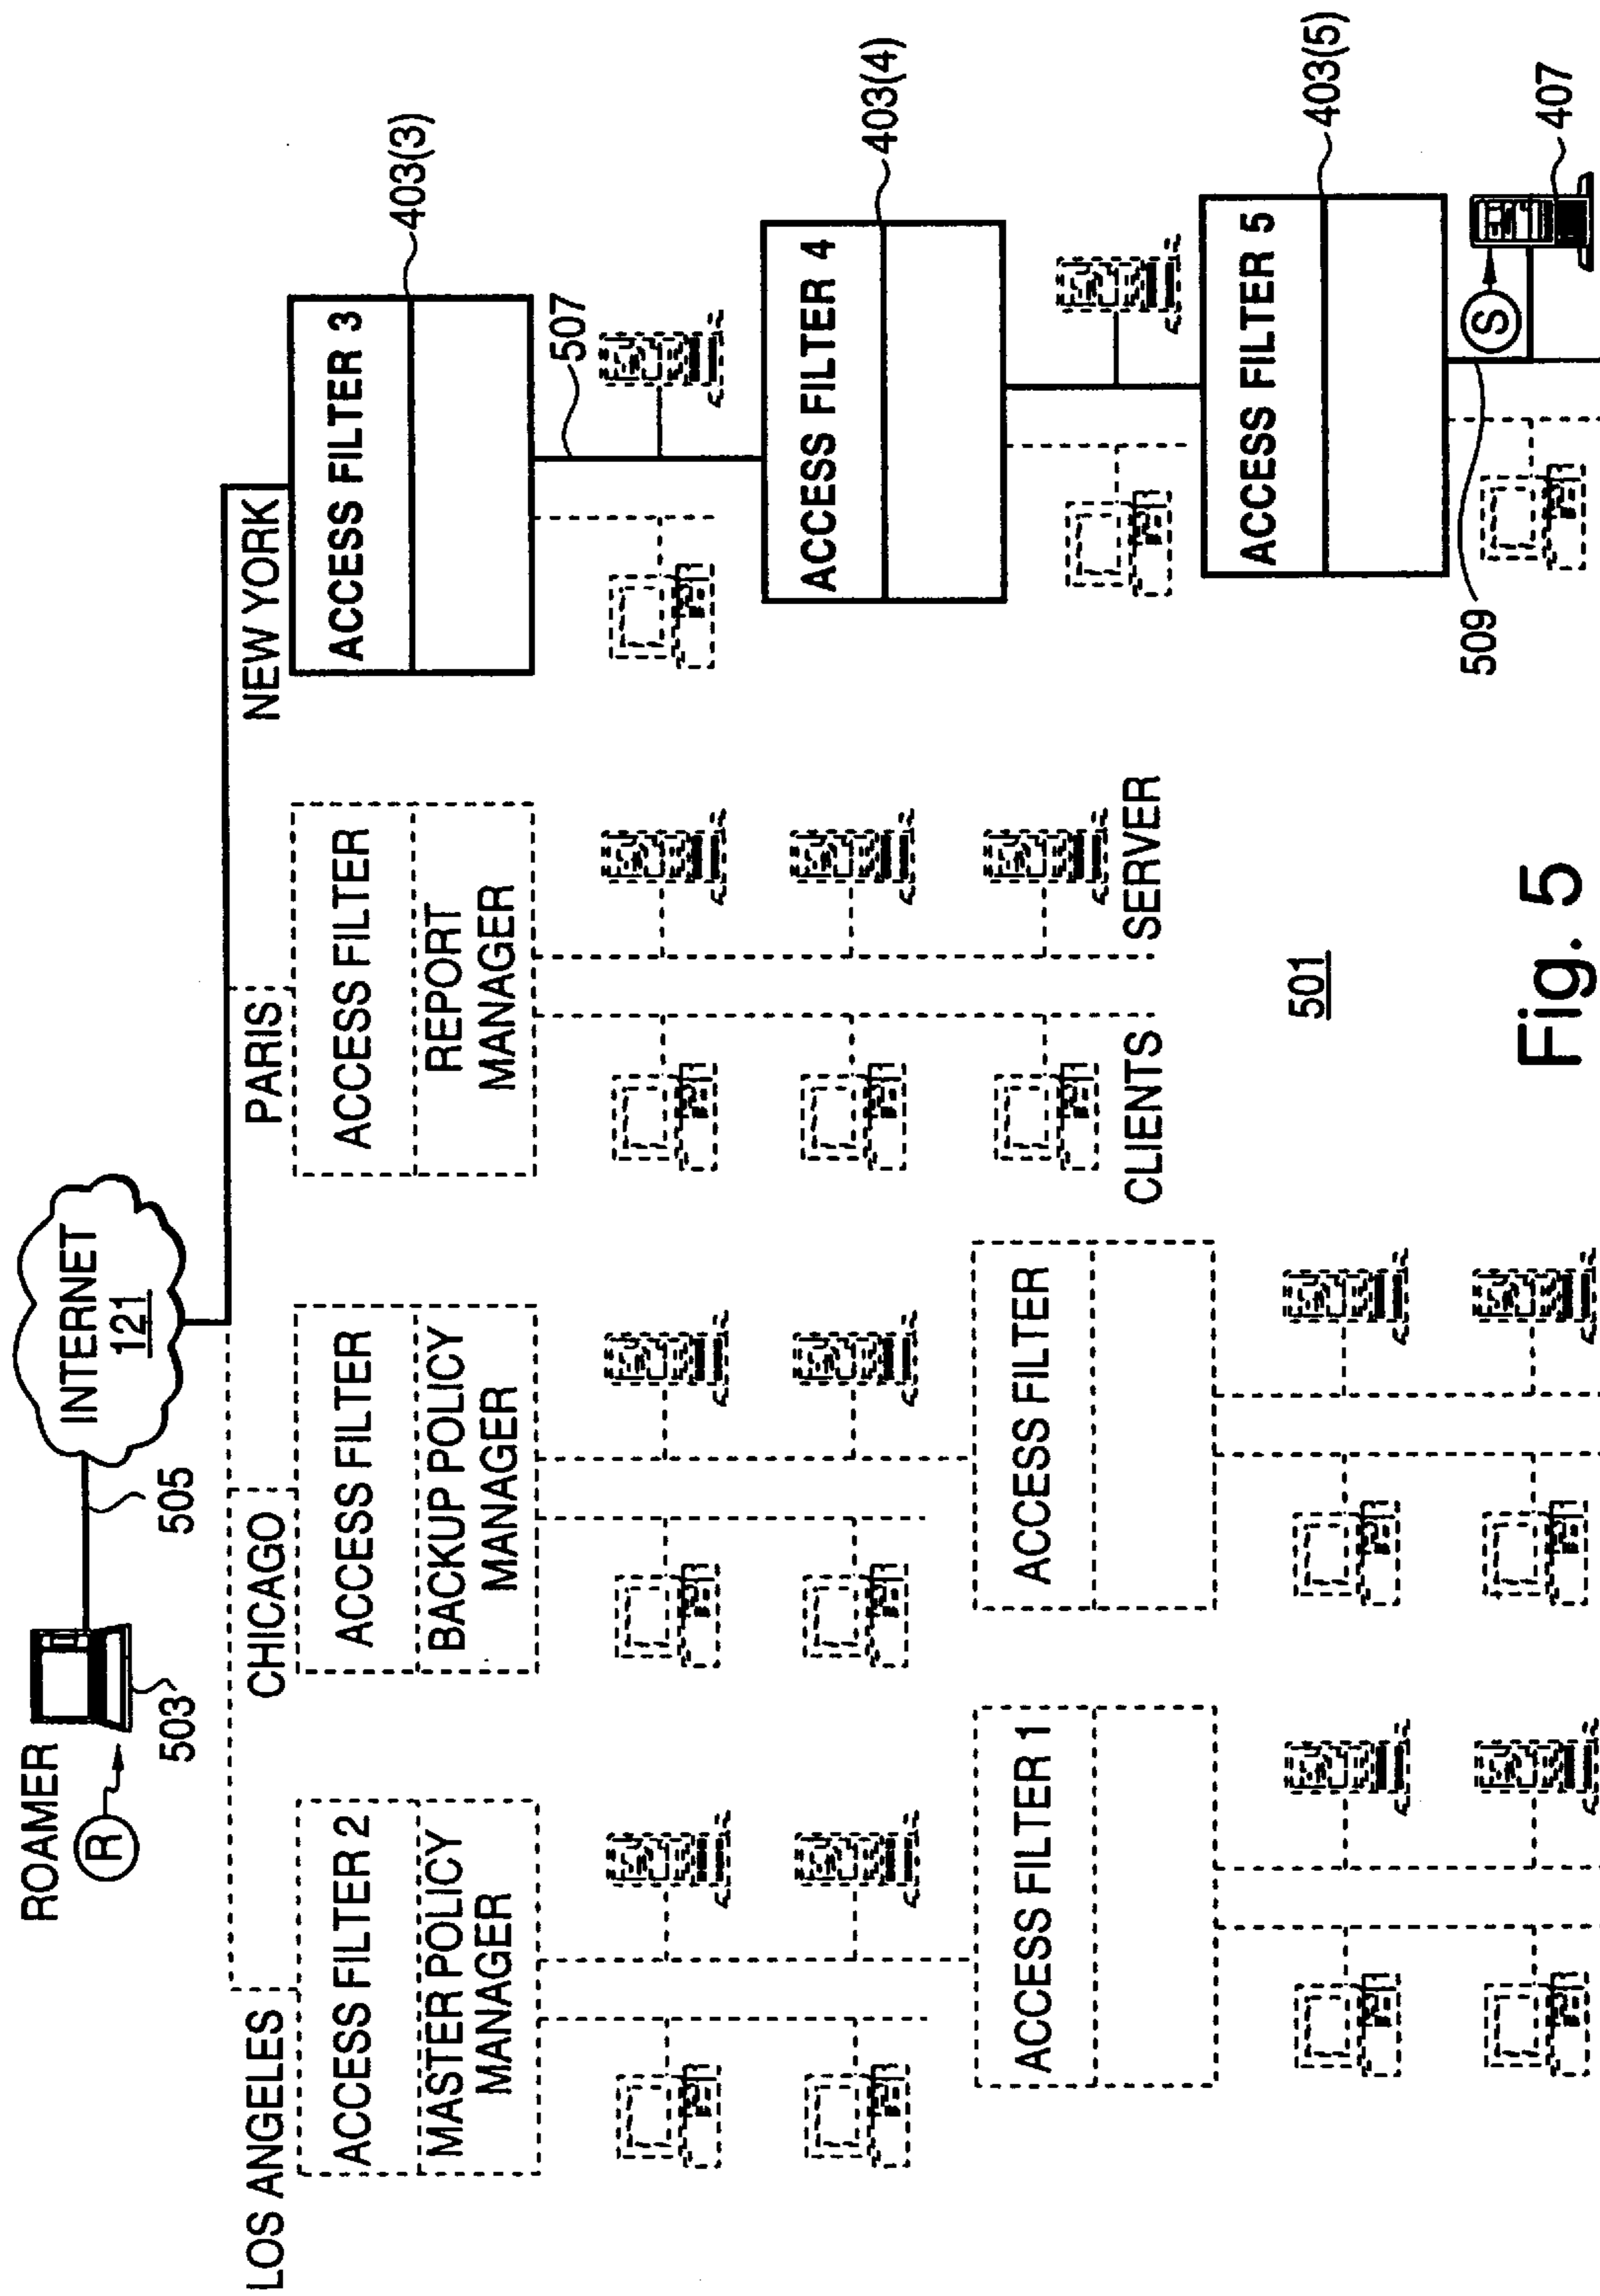 ROAMER
R
503
505
INTERNET
121
LOS ANGELES
CHICAGO
PARIS
NEW YORK
ACCESS FILTER 2
MASTER POLICY
MANAGER
ACCESS FILTER
BACKUP POLICY
MANAGER
ACCESS FILTER
REPORT
MANAGER
ACCESS FILTER 3
403(3)
507
ACCESS FILTER 4
403(4)
ACCESS FILTER 1
ACCESS FILTER
CLIENTS
SERVER
ACCESS FILTER 5
403(5)
501
509
S
407
Fig. 5